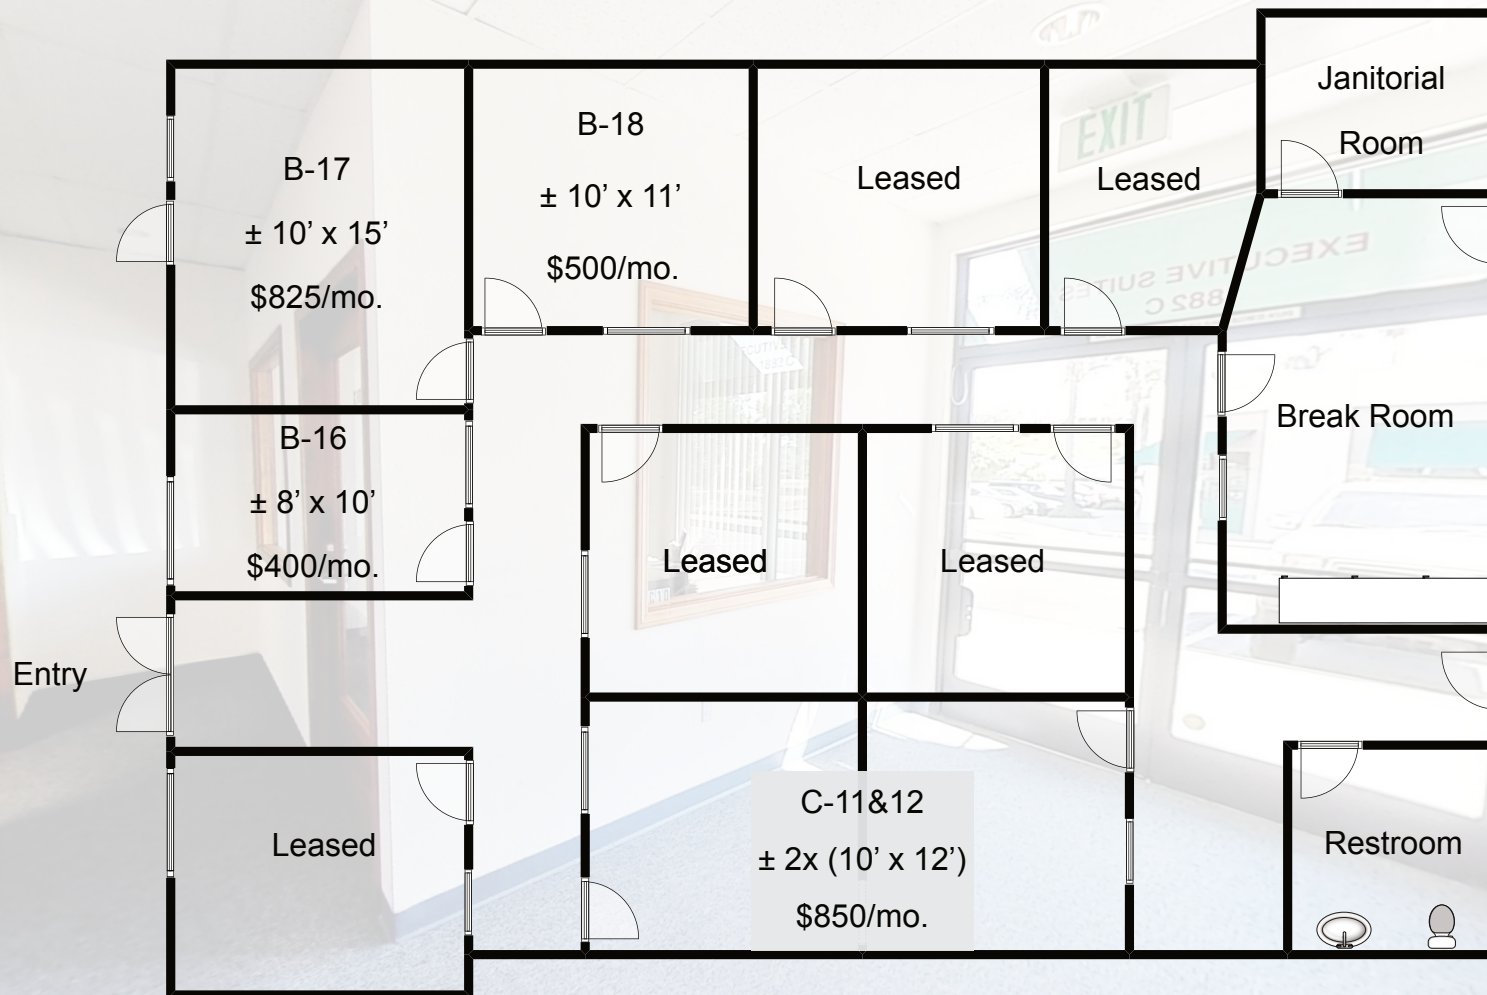 Janitorial
Room
B-17
± 10’ x 15’
$825/mo.
B-18
± 10’ x 11’
$500/mo.
Leased
Leased
EXIT
EXECUTIVE SUITES
882 C
B-16
± 8’ x 10’
$400/mo.
Break Room
Leased
Leased
Entry
Leased
C-11&12
± 2x (10’ x 12’)
$850/mo.
Restroom